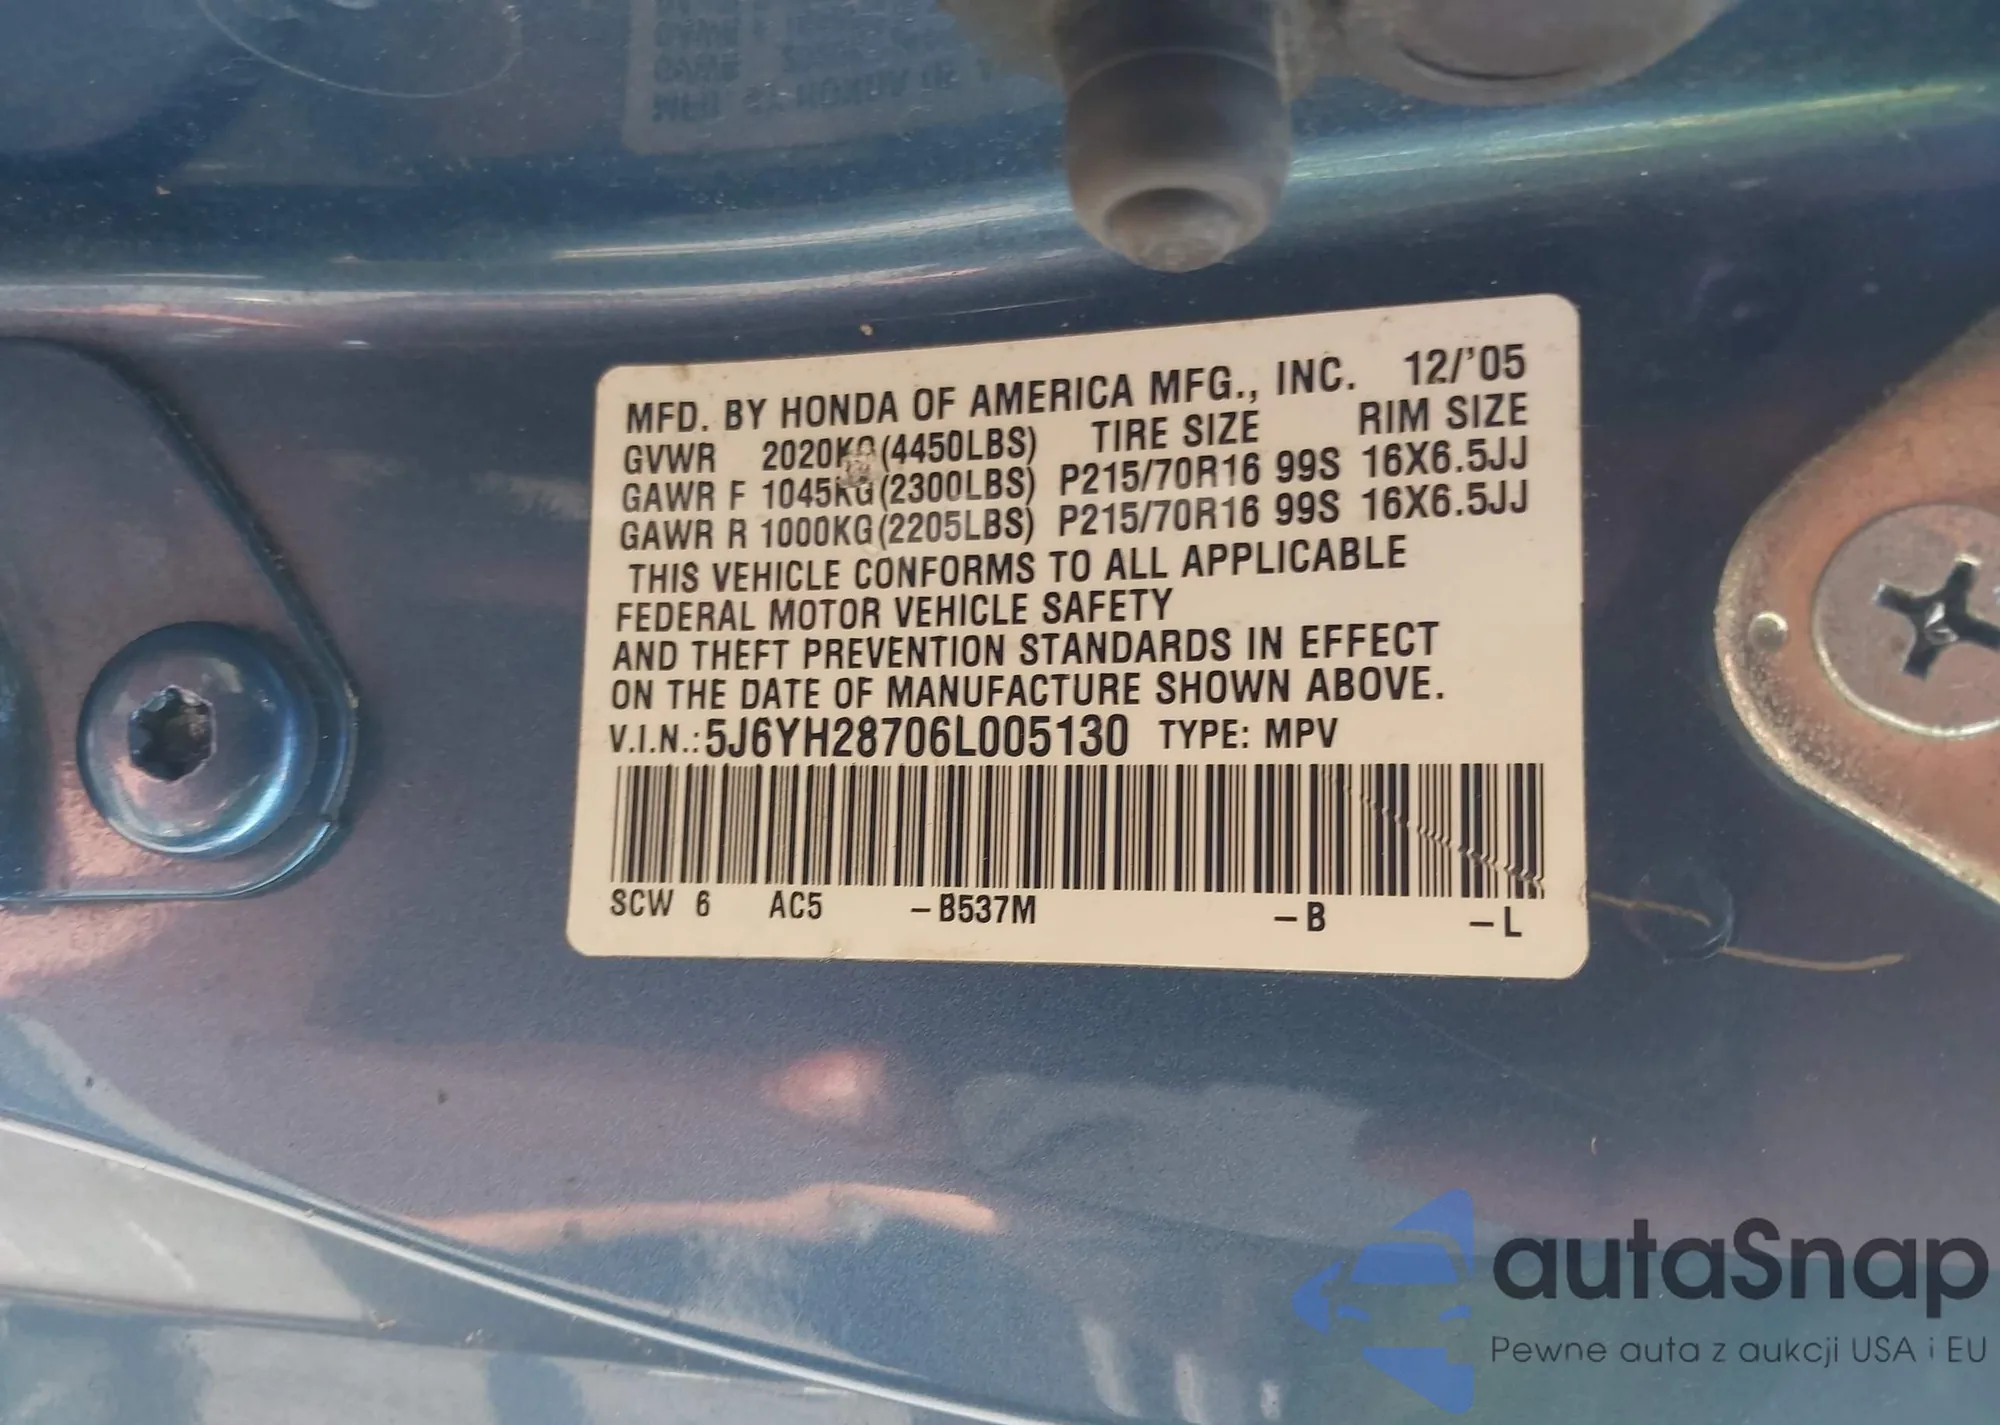 MFD. BY HONDA OF AMERICA MFG., INC. 12/'05
GVWR 2020KG(4450LBS) TIRE SIZE RIM SIZE
GAWR F 1045KG(2300LBS) P215/70R16 99S 16X6.5JJ
GAWR R 1000KG(2205LBS) P215/70R16 99S 16X6.5JJ
THIS VEHICLE CONFORMS TO ALL APPLICABLE
FEDERAL MOTOR VEHICLE SAFETY
AND THEFT PREVENTION STANDARDS IN EFFECT
ON THE DATE OF MANUFACTURE SHOWN ABOVE.
V.I.N.: 5J6YH28706L005130 TYPE: MPV
SCW 6 AC5 -B537M -B -L
autaSnap
Pewne auta z aukcji USA i EU